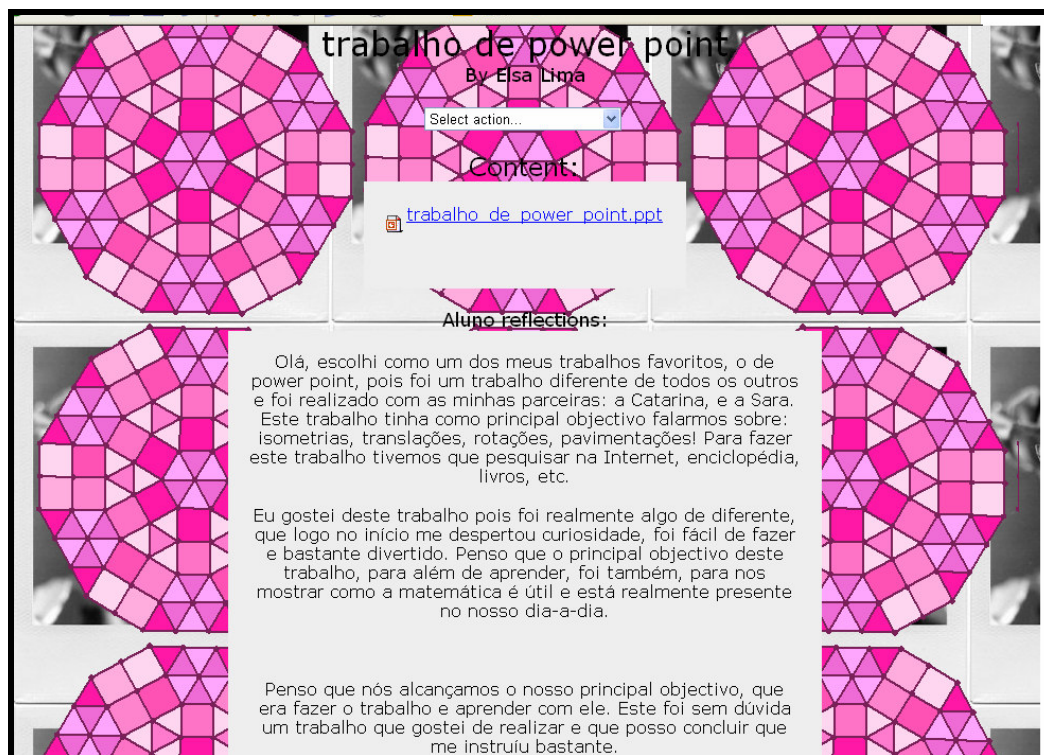 trabalho de power point
By Elsa Lima
Select action...
Content:
trabalho de power point.ppt
Aluno reflections:
Olá, escolhi como um dos meus trabalhos favoritos, o de
power point, pois foi um trabalho diferente de todos os outros
e foi realizado com as minhas parceiras: a Catarina, e a Sara.
Este trabalho tinha como principal objectivo falarmos sobre:
isometrias, translações, rotações, pavimentações! Para fazer
este trabalho tivemos que pesquisar na Internet, enciclopédia,
livros, etc.
Eu gostei deste trabalho pois foi realmente algo de diferente,
que logo no início me despertou curiosidade, foi fácil de fazer
e bastante divertido. Penso que o principal objectivo deste
trabalho, para além de aprender, foi também, para nos
mostrar como a matemática é útil e está realmente presente
no nosso dia-a-dia.
Penso que nós alcançamos o nosso principal objectivo, que
era fazer o trabalho e aprender com ele. Este foi sem dúvida
um trabalho que gostei de realizar e que posso concluir que
me instruíu bastante.